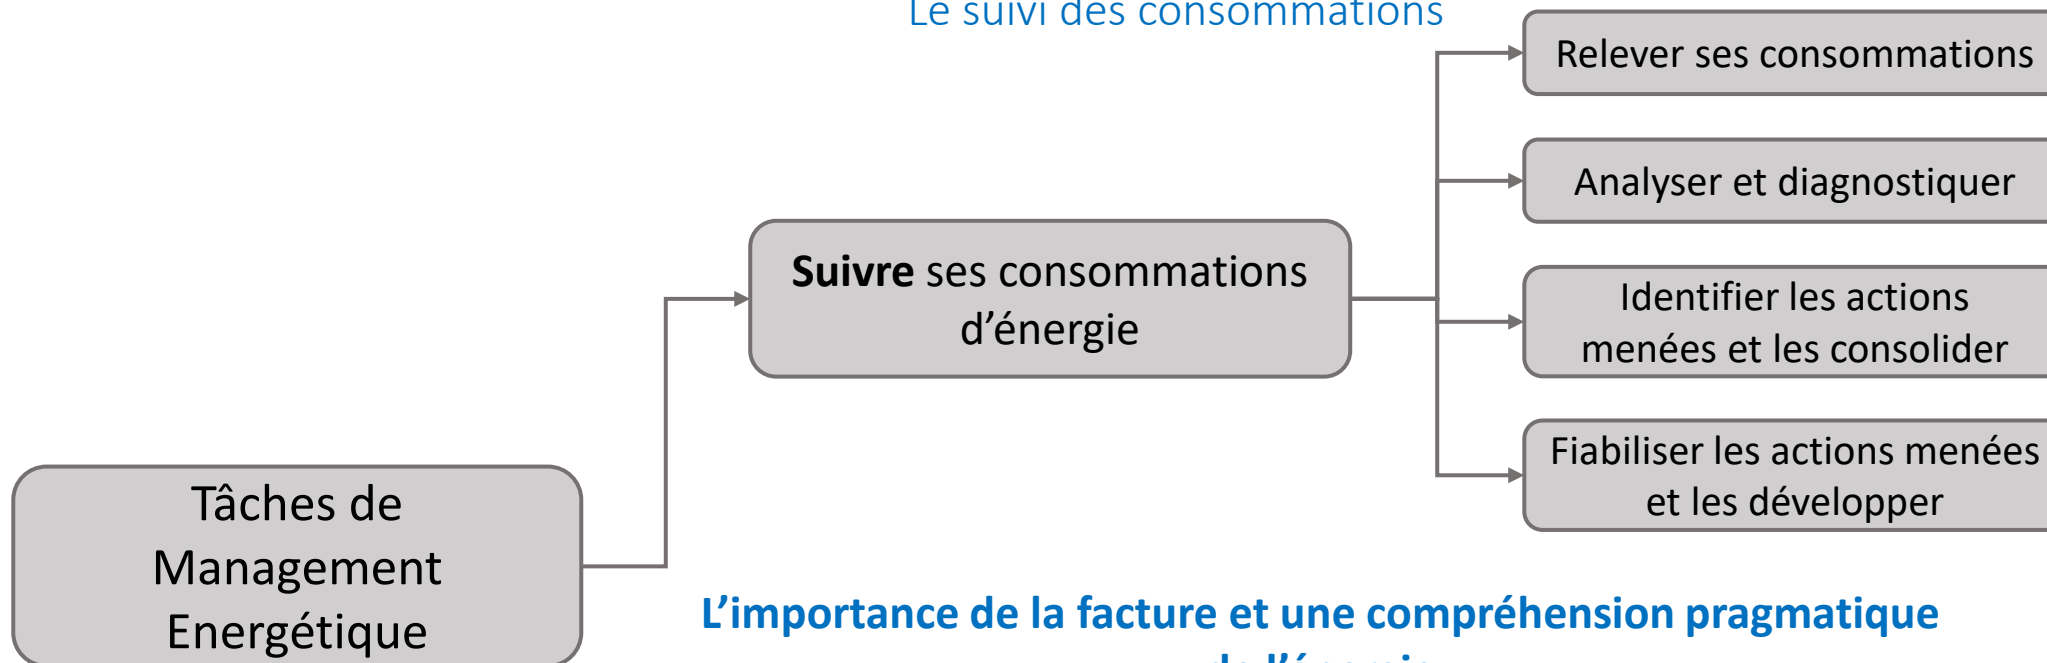 Le suivi des consommations
Relever ses consommations
Analyser et diagnostiquer
Suivre ses consommations
d’énergie
Identifier les actions
menées et les consolider
Fiabiliser les actions menées
et les développer
Tâches de
Management
Energétique
L’importance de la facture et une compréhension pragmatique
de l’énergie